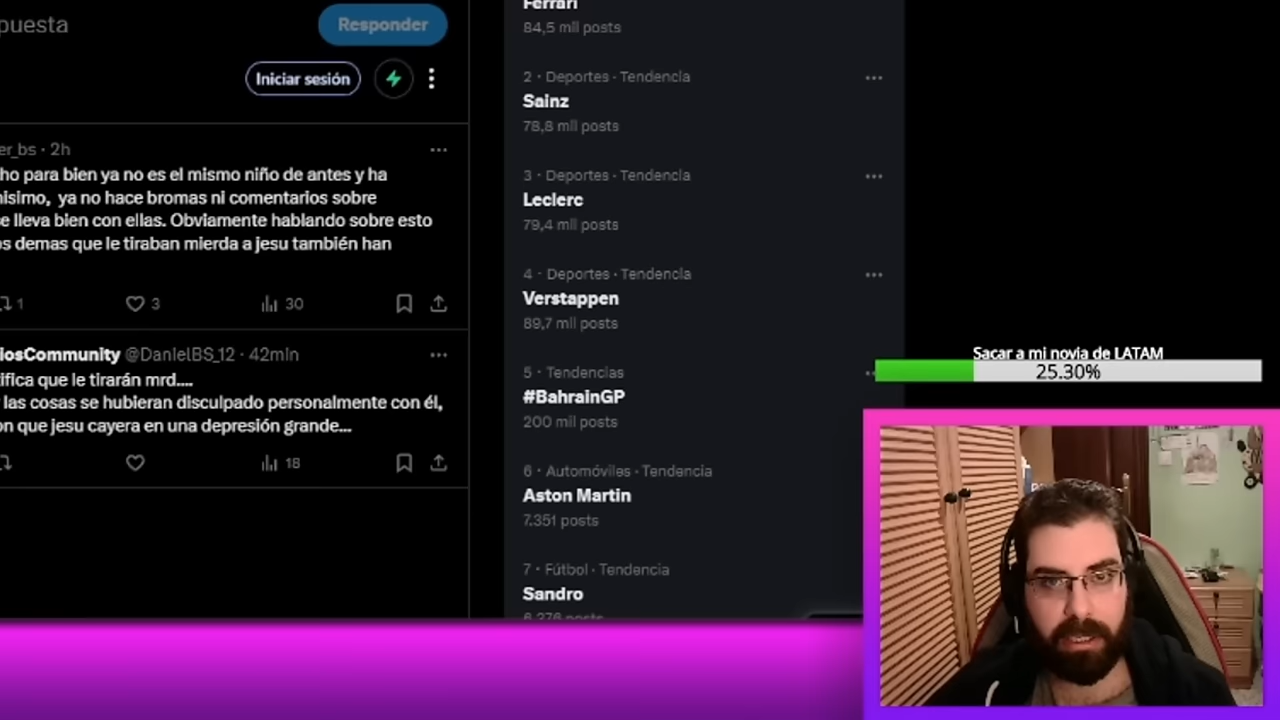 puesta
Responder
Iniciar sesión
er_bs · 2h
ho para bien ya no es el mismo niño de antes y ha
nisimo, ya no hace bromas ni comentarios sobre
se lleva bien con ellas. Obviamente hablando sobre esto
os demas que le tiraban mierda a jesu también han
1
3
30
iosCommunity @DanielBS_12 · 42min
ifica que le tirarán mrd....
las cosas se hubieran disculpado personalmente con él,
on que jesu cayera en una depresión grande...
18
Ferrari
84,5 mil posts
2 · Deportes · Tendencia
Sainz
78,8 mil posts
3 · Deportes · Tendencia
Leclerc
79,4 mil posts
4 · Deportes · Tendencia
Verstappen
89,7 mil posts
5 · Tendencias
#BahrainGP
200 mil posts
6 · Automóviles · Tendencia
Aston Martin
7.351 posts
7 · Fútbol · Tendencia
Sandro
6.276 posts
Sacar a mi novia de LATAM
25.30%